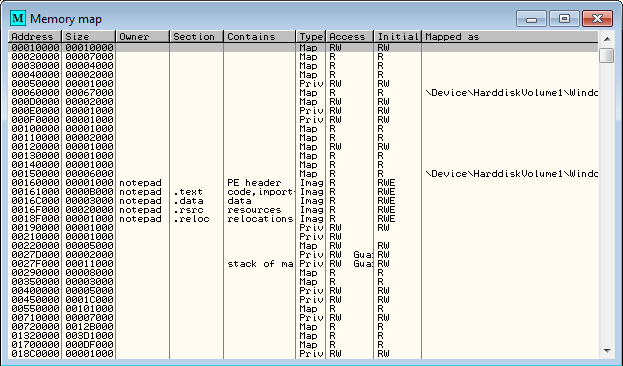 M Memory map
Address Size Owner Section Contains Type Access Initial Mapped as
00010000 00010000 Map RW RW
00020000 00007000 Map R R
00030000 00004000 Map R R
00040000 00002000 Map R R
00050000 00001000 Priv RW RW
00060000 00067000 Map R R \Device\HarddiskVolume1\Windo
000D0000 00002000 Map R R
000E0000 00001000 Priv RW RW
000F0000 00001000 Priv RW RW
00100000 00001000 Map R R
00110000 00002000 Map R R
00120000 00001000 Map RW RW
00130000 00001000 Map R R
00140000 00001000 Map R R
00150000 00006000 Map R R \Device\HarddiskVolume1\Windo
00160000 00001000 notepad PE header Imag R RWE
00161000 0000B000 notepad .text code,import Imag R RWE
0016C000 00003000 notepad .data data Imag R RWE
0016F000 00020000 notepad .rsrc resources Imag R RWE
0018F000 00001000 notepad .reloc relocations Imag R RWE
00190000 00001000 Priv RW RW
00210000 00001000 Priv RW RW
00220000 00005000 Map RW RW
0027D000 00002000 Priv RW Gua RW
0027F000 00011000 stack of ma Priv RW Gua RW
00290000 00008000 Map R R
00350000 00003000 Map R R
00400000 00005000 Priv RW RW
00450000 0001C000 Priv RW RW
00550000 00101000 Map R R
00710000 00007000 Priv RW RW
00720000 0012B000 Map R R
01320000 003D1000 Map R R
01700000 000DF000 Map R R
018C0000 00001000 Priv RW RW